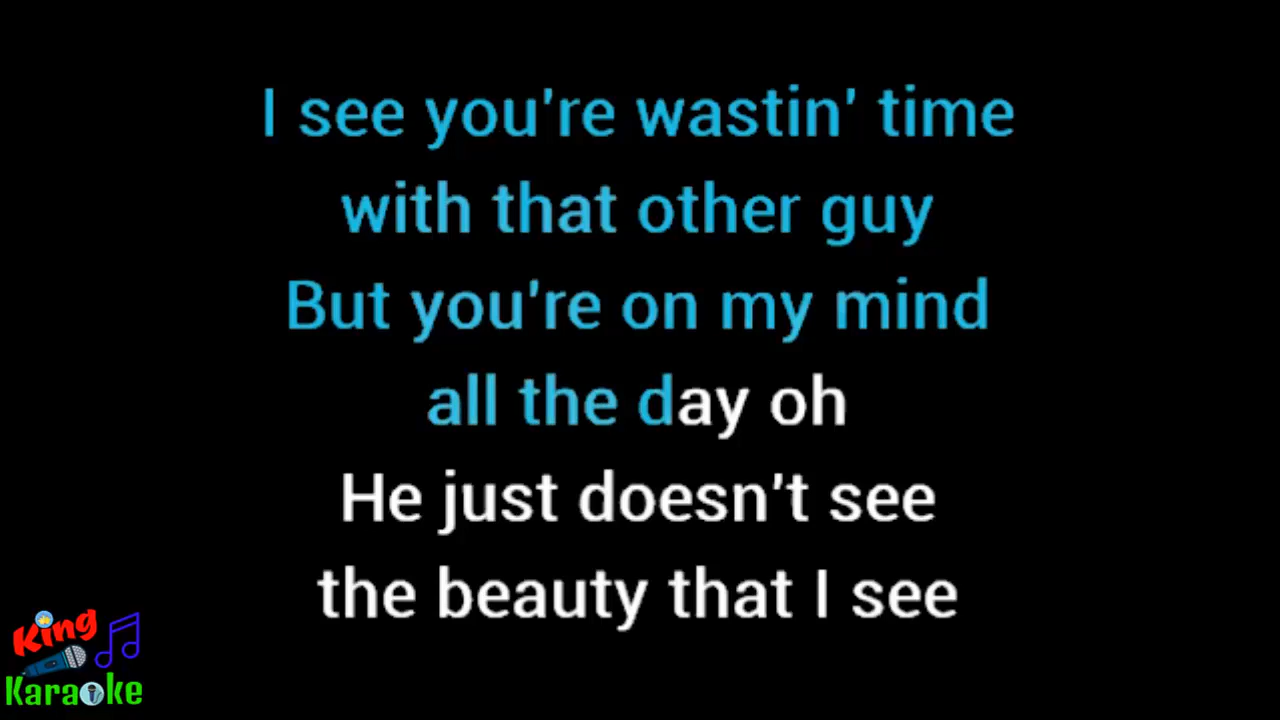 I see you're wastin' time
with that other guy
But you're on my mind
all the day oh
He just doesn't see
the beauty that I see
King
Karaoke